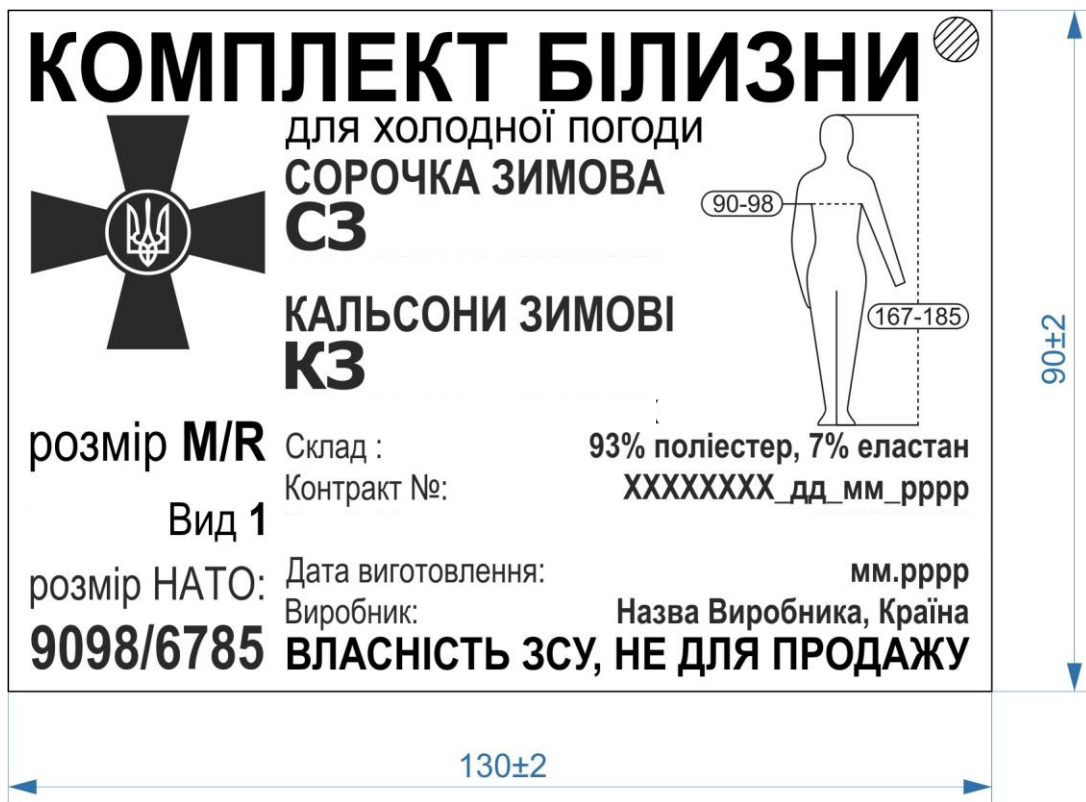 КОМПЛЕКТ БІЛИЗНИ
для холодної погоди
СОРОЧКА ЗИМОВА
СЗ
90-98
КАЛЬСОНИ ЗИМОВІ
КЗ
167-185
90±2
розмір M/R
Склад : 93% поліестер, 7% еластан
Контракт №: XXXXXXXX_дд_мм_рррр
Вид 1
розмір НАТО:
Дата виготовлення: мм.рррр
Виробник: Назва Виробника, Країна
9098/6785
ВЛАСНІСТЬ ЗСУ, НЕ ДЛЯ ПРОДАЖУ
130±2